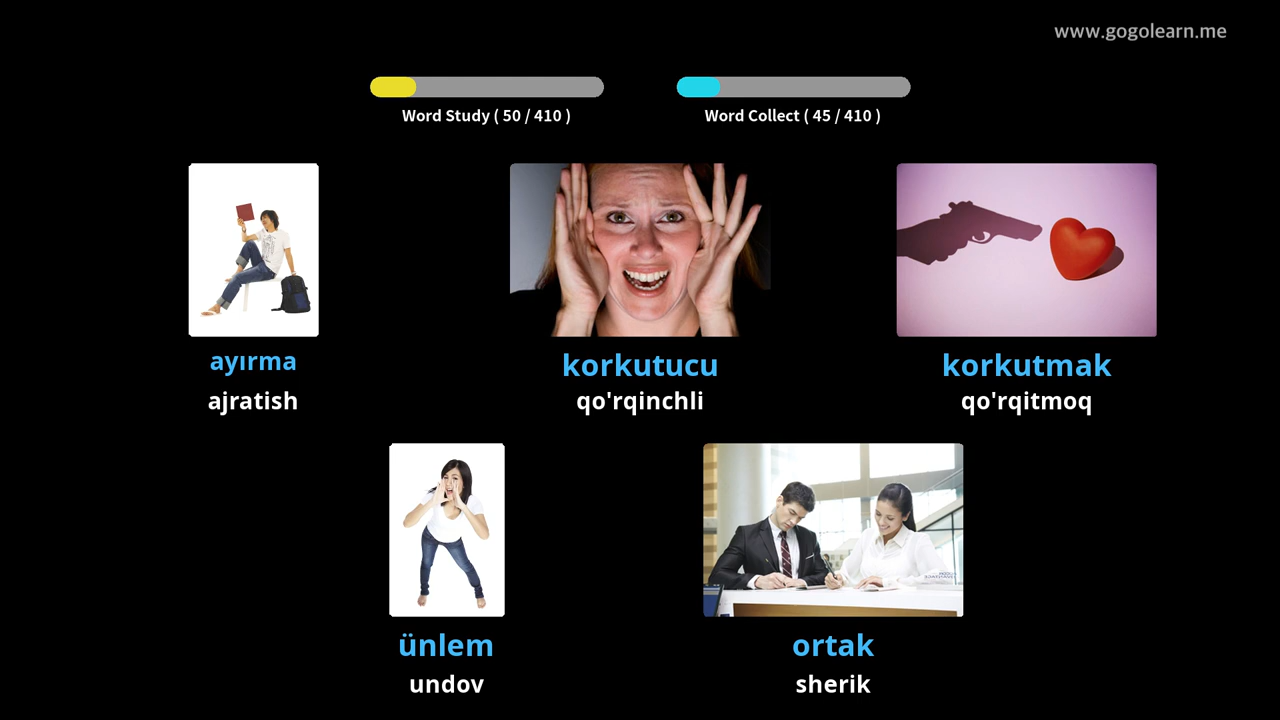 www.gogolearn.me
Word Study ( 50 / 410 )
Word Collect ( 45 / 410 )
ayırma
ajratish
korkutucu
qo'rqinchli
korkutmak
qo'rqitmoq
ünlem
undov
ortak
sherik